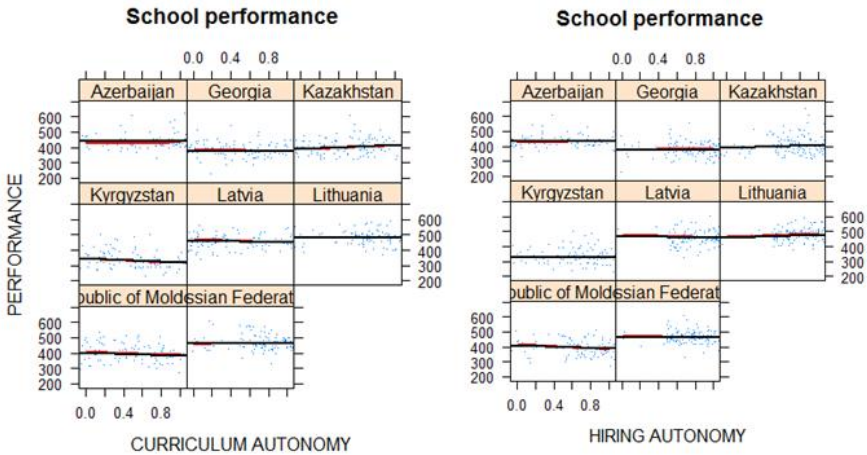 School performance
0.0 0.4 0.8
Azerbaijan Georgia Kazakhstan
600
500
400
300
200
Kyrgyzstan Latvia Lithuania
600
500
400
300
200
public of Moldo ssian Federat
600
500
400
300
200
0.0 0.4 0.8
PERFORMANCE
CURRICULUM AUTONOMY
School performance
0.0 0.4 0.8
Azerbaijan Georgia Kazakhstan
600
500
400
300
200
Kyrgyzstan Latvia Lithuania
600
500
400
300
200
public of Moldo ssian Federat
600
500
400
300
200
0.0 0.4 0.8
HIRING AUTONOMY